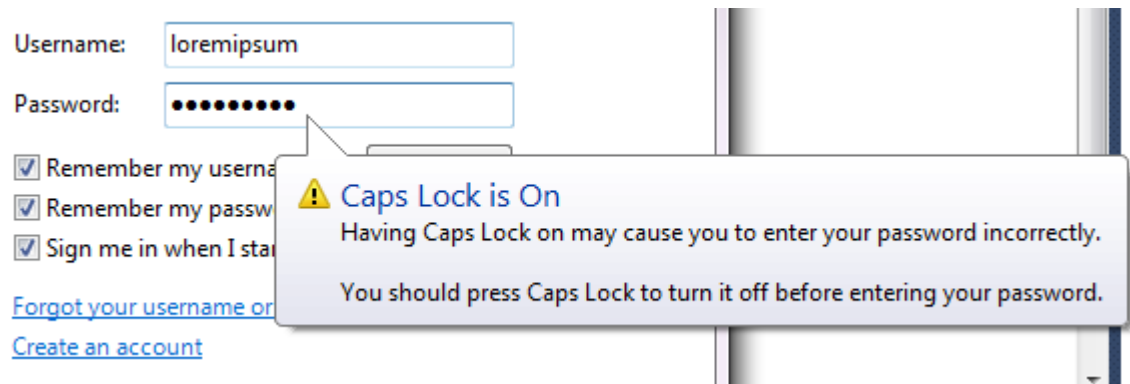 Username: loremipsum
Password: •••••••••
Remember my userna
Remember my passw
Sign me in when I star
Forgot your username or
Create an account
Caps Lock is On
Having Caps Lock on may cause you to enter your password incorrectly.
You should press Caps Lock to turn it off before entering your password.